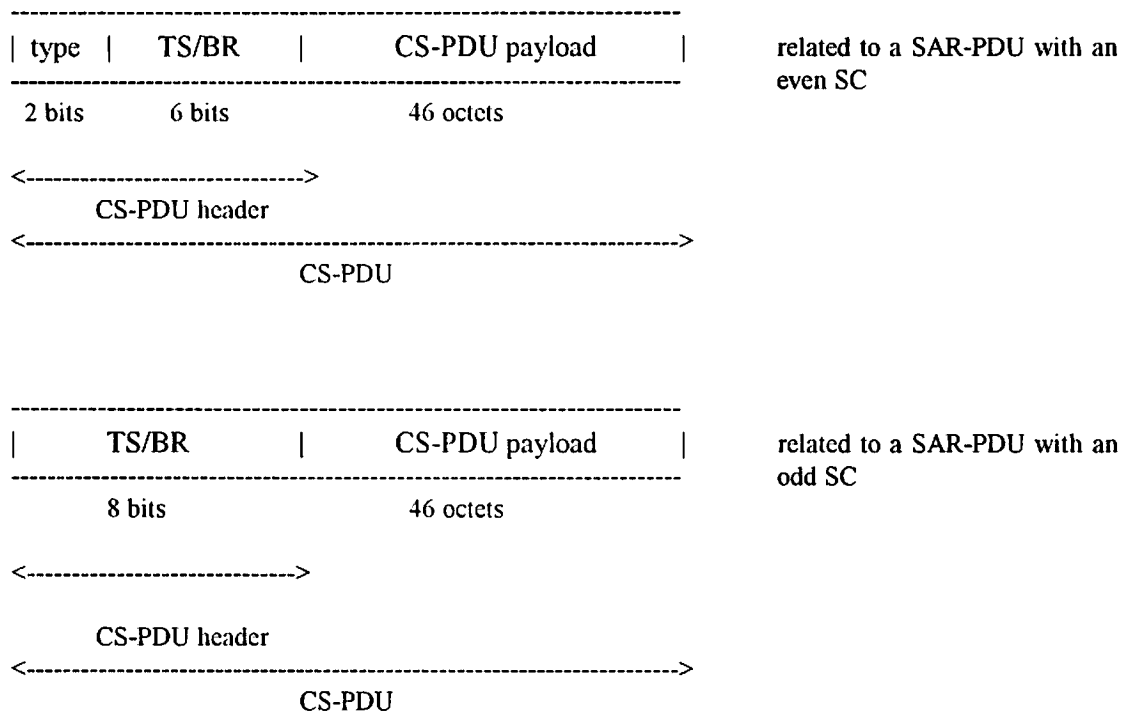 | type | TS/BR | CS-PDU payload | related to a SAR-PDU with an
even SC
2 bits 6 bits 46 octets
<------------------------------>
CS-PDU header
<-------------------------------------------------------------------------->
CS-PDU
| TS/BR | CS-PDU payload | related to a SAR-PDU with an
odd SC
8 bits 46 octets
<----------------------------->
CS-PDU header
<-------------------------------------------------------------------------->
CS-PDU